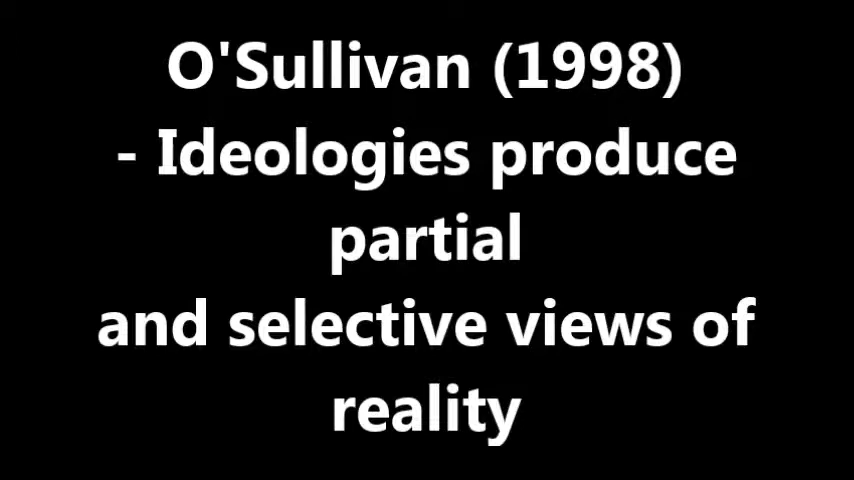 O'Sullivan (1998)
- Ideologies produce
partial
and selective views of
reality